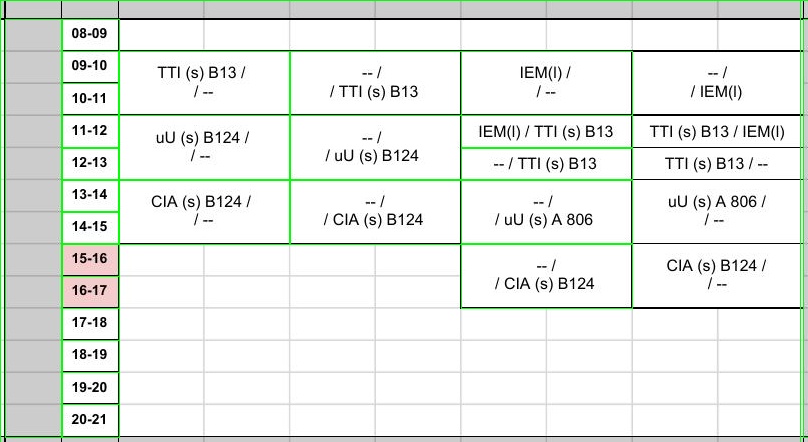 08-09
09-10
TTI (s) B13 /
/ --
-- /
/ TTI (s) B13
IEM(l) /
/ --
-- /
/ IEM(l)
10-11
11-12
uU (s) B124 /
/ --
-- /
/ uU (s) B124
IEM(l) / TTI (s) B13
TTI (s) B13 / IEM(l)
12-13
-- / TTI (s) B13
TTI (s) B13 / --
13-14
CIA (s) B124 /
/ --
-- /
/ CIA (s) B124
-- /
/ uU (s) A 806
uU (s) A 806 /
/ --
14-15
15-16
-- /
/ CIA (s) B124
CIA (s) B124 /
/ --
16-17
17-18
18-19
19-20
20-21